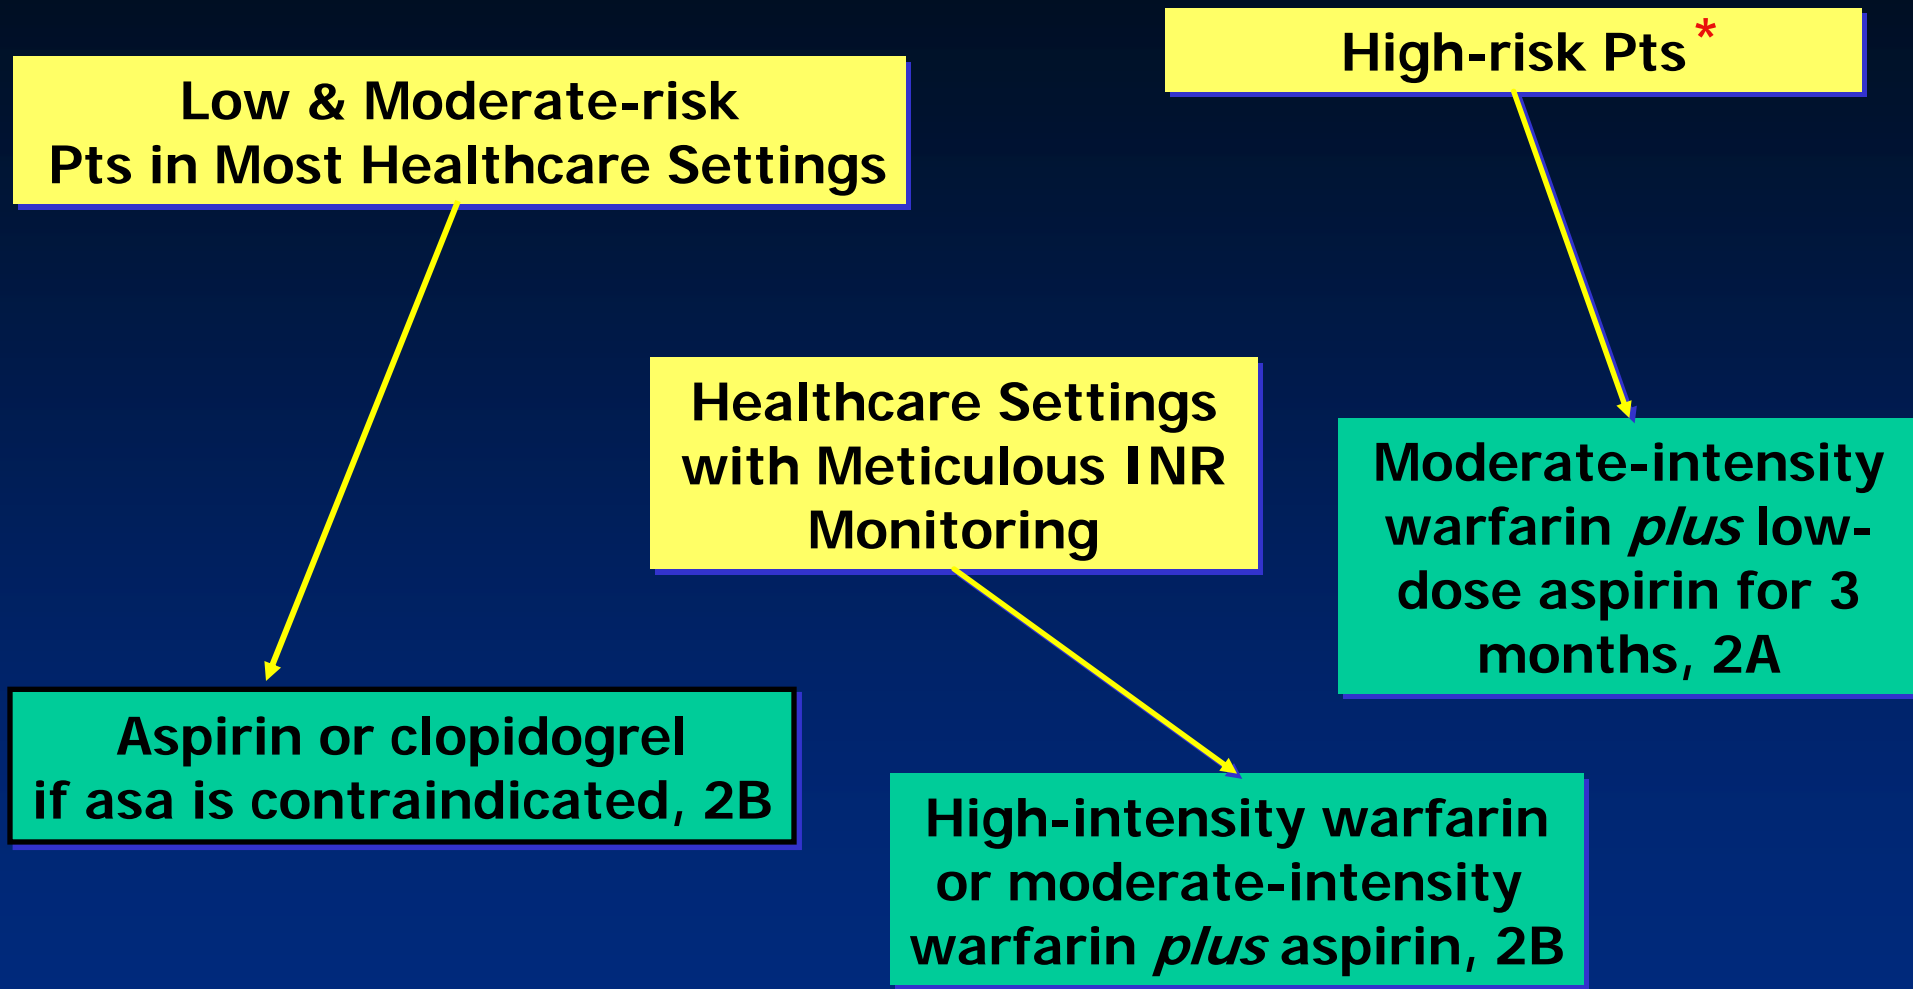 Low & Moderate-risk
Pts in Most Healthcare Settings
High-risk Pts*
Healthcare Settings
with Meticulous INR
Monitoring
Moderate-intensity
warfarin plus low-
dose aspirin for 3
months, 2A
Aspirin or clopidogrel
if asa is contraindicated, 2B
High-intensity warfarin
or moderate-intensity
warfarin plus aspirin, 2B